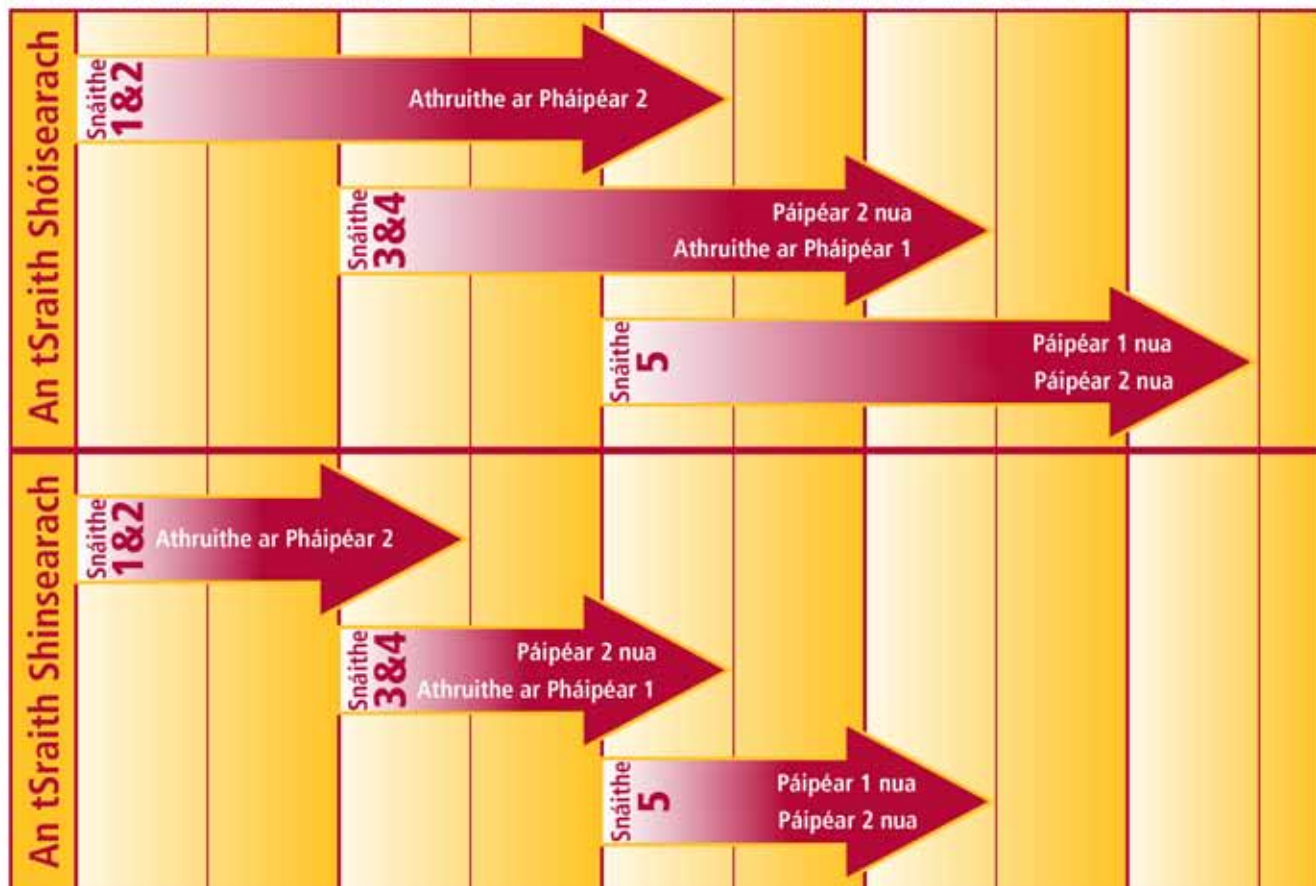 An tSraith Shóisearach
Snáithe
1&2
Athruithe ar Pháipéar 2
Snáithe
3&4
Páipéar 2 nua
Athruithe ar Pháipéar 1
Snáithe
5
Páipéar 1 nua
Páipéar 2 nua
An tSraith Shinsearach
Snáithe
1&2
Athruithe ar Pháipéar 2
Snáithe
3&4
Páipéar 2 nua
Athruithe ar Pháipéar 1
Snáithe
5
Páipéar 1 nua
Páipéar 2 nua